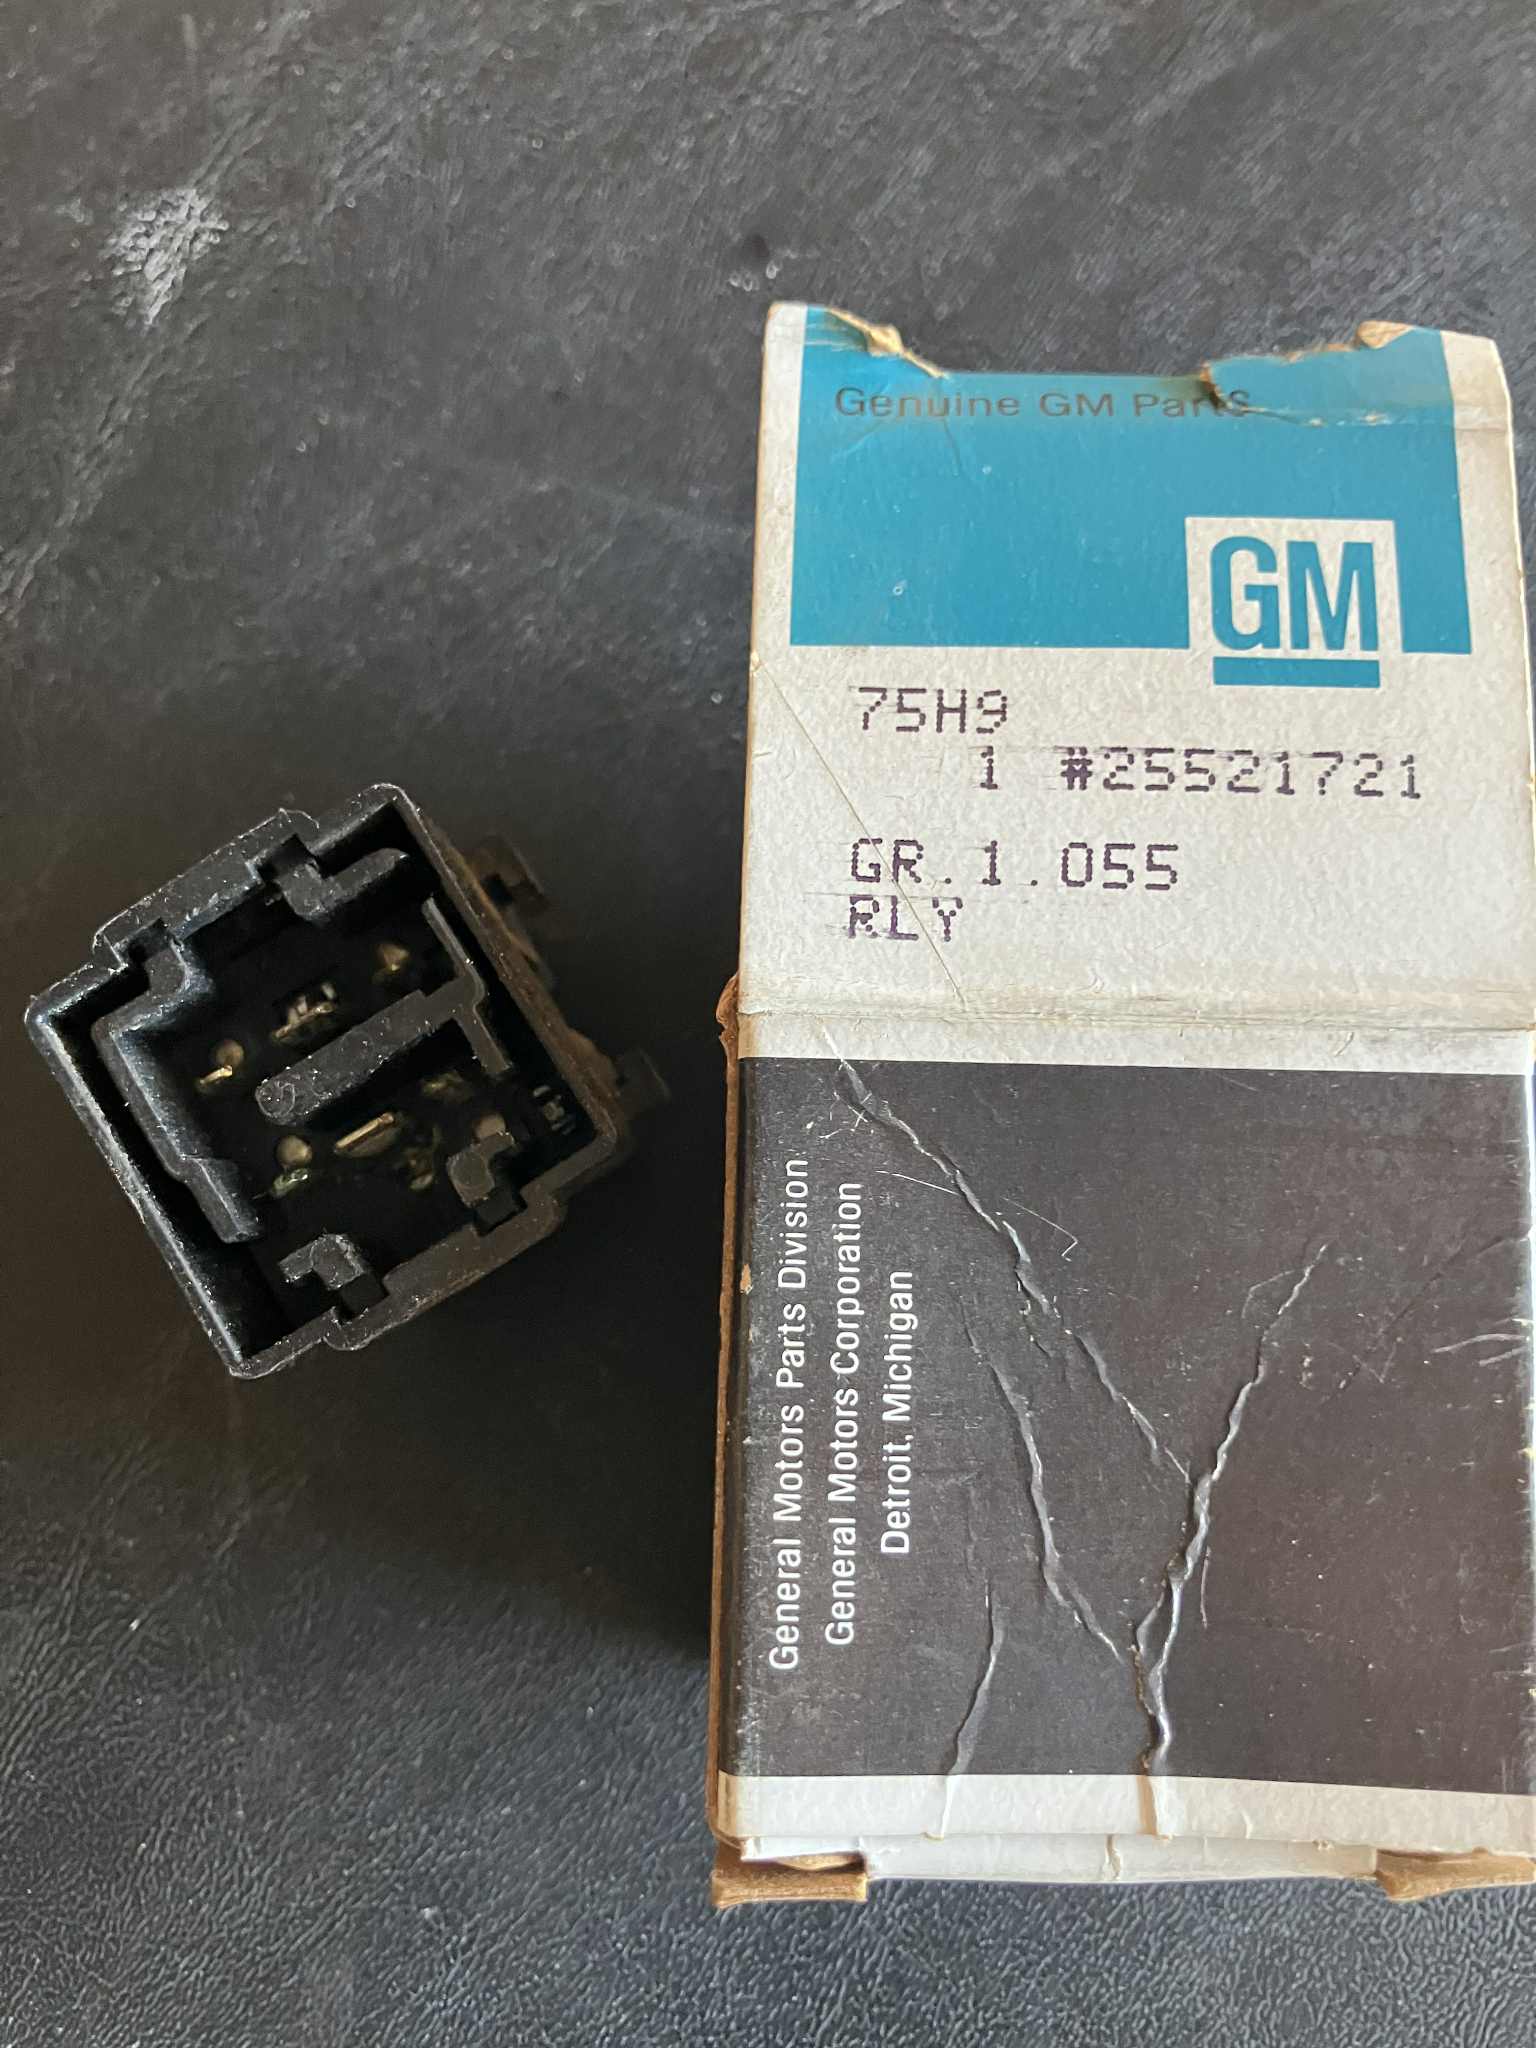 Genuine GM Parts
GM
75H9
1 #25521721
GR.1.055
RLY
General Motors Parts Division
General Motors Corporation
Detroit, Michigan